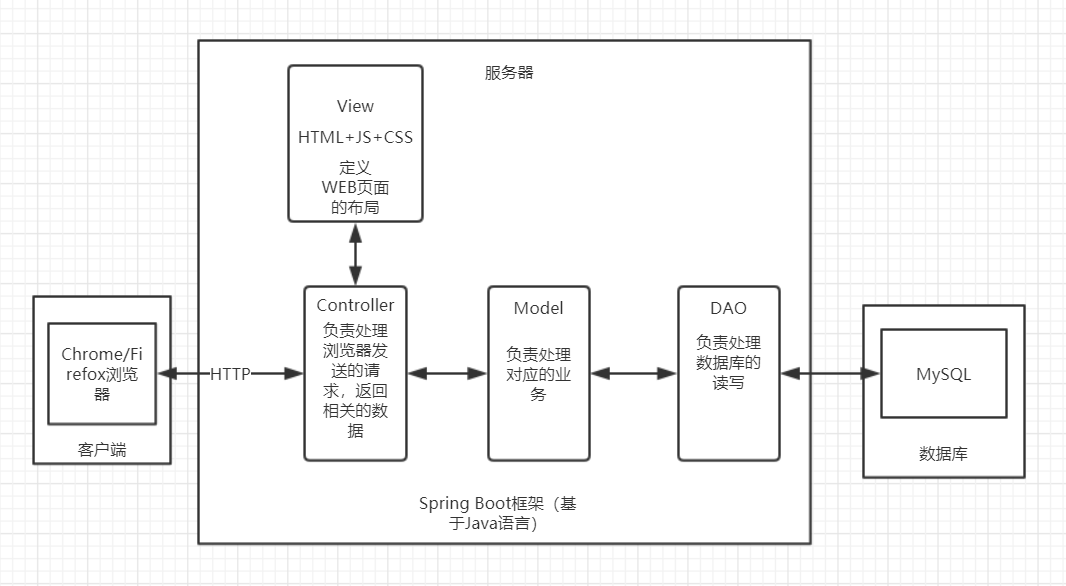 服务器
View
HTML+JS+CSS
定义
WEB页面
的布局
Chrome/Fi
refox浏览
器
客户端
HTTP
Controller
负责处理
浏览器发
送的请
求，返回
相关的数
据
Model
负责处理
对应的业
务
DAO
负责处理
数据库的
读写
MySQL
数据库
Spring Boot框架（基
于Java语言）